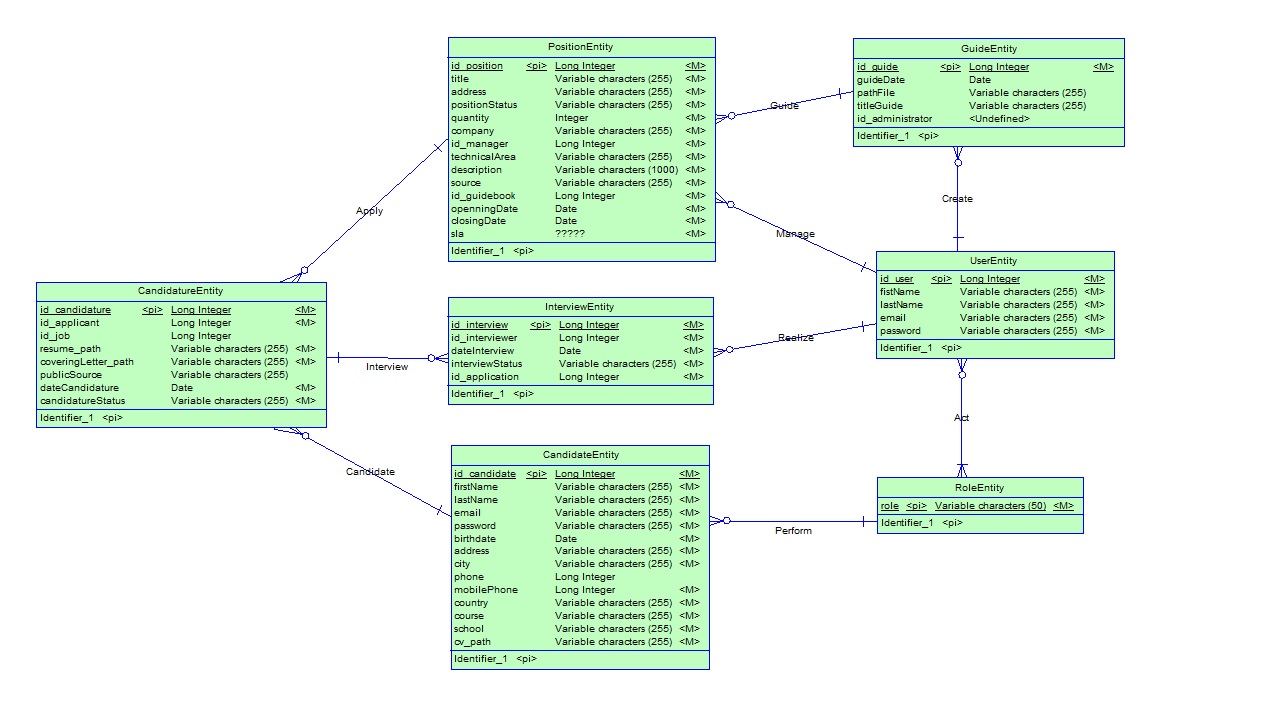 PositionEntity
id_position <pi> Long Integer <M>
title Variable characters (255) <M>
address Variable characters (255) <M>
positionStatus Variable characters (255) <M>
quantity Integer <M>
company Variable characters (255) <M>
id_manager Long Integer <M>
technicalArea Variable characters (255) <M>
description Variable characters (1000) <M>
source Variable characters (255) <M>
id_guidebook Long Integer <M>
openningDate Date <M>
closingDate Date <M>
sla ????? <M>
Identifier_1 <pi>
GuideEntity
id_guide <pi> Long Integer <M>
guideDate Date
pathFile Variable characters (255)
titleGuide Variable characters (255)
id_administrator <Undefined>
Identifier_1 <pi>
Guide
Create
Apply
Manage
UserEntity
id_user <pi> Long Integer <M>
fistName Variable characters (255) <M>
lastName Variable characters (255) <M>
email Variable characters (255) <M>
password Variable characters (255) <M>
Identifier_1 <pi>
CandidatureEntity
id_candidature <pi> Long Integer <M>
id_applicant Long Integer <M>
id_job Long Integer
resume_path Variable characters (255) <M>
coveringLetter_path Variable characters (255) <M>
publicSource Variable characters (255)
dateCandidature Date <M>
candidatureStatus Variable characters (255) <M>
Identifier_1 <pi>
InterviewEntity
id_interview <pi> Long Integer <M>
id_interviewer Long Integer <M>
dateInterview Date <M>
interviewStatus Variable characters (255) <M>
id_application Long Integer <M>
Identifier_1 <pi>
Realize
Interview
Act
Candidate
CandidateEntity
id_candidate <pi> Long Integer <M>
firstName Variable characters (255) <M>
lastName Variable characters (255) <M>
email Variable characters (255) <M>
password Variable characters (255) <M>
birthdate Date <M>
address Variable characters (255) <M>
city Variable characters (255) <M>
phone Long Integer
mobilePhone Long Integer <M>
country Variable characters (255) <M>
course Variable characters (255) <M>
school Variable characters (255) <M>
cv_path Variable characters (255) <M>
Identifier_1 <pi>
RoleEntity
role <pi> Variable characters (50) <M>
Identifier_1 <pi>
Perform